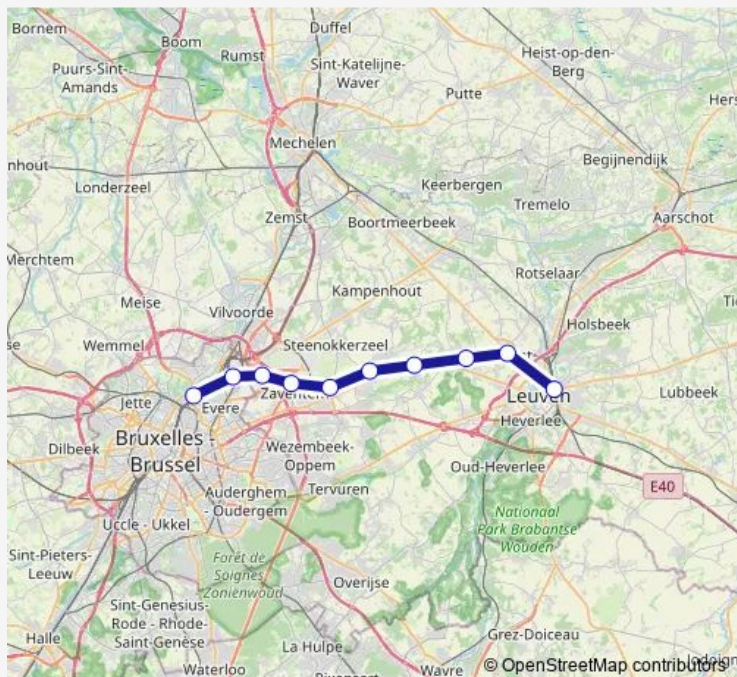 Bornem
Boom
Rumst
Duffel
Puurs-Sint-
Amands
Sint-Katelijne-
Waver
Heist-op-den-
Berg
Putte
Mechelen
Londerzeel
Begijnendijk
Keerbergen
Tremelo
Zemst
Boortmeerbeek
Aarschot
Merchtem
Rotselaar
Meise
Kampenhout
Vilvoorde
Holsbeek
Wemmel
Steenokkerzeel
Jette
Evere
Leuven
Lubbeek
Heverlee
Bruxelles -
Brussel
Dilbeek
Wezembeek-
Oppem
Oud-Heverlee
Tervuren
E40
Auderghem
- Oudergem
Nationaal
Park Brabantse
Wouden
Uccle - Ukkel
Forêt de
Soignes
Zoniënwoud
Sint-Pieters-
Leeuw
Overijse
Sint-Genesius-
Rode - Rhode-
Saint-Genèse
Halle
Grez-Doiceau
La Hulpe
Waterloo
Wavre
© OpenStreetMap contributors